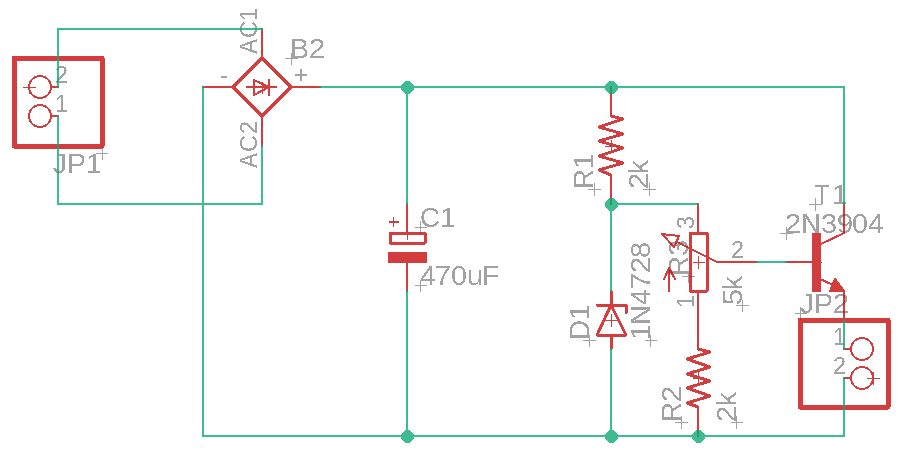 AC1
B2
-
+
2
1
JP1
AC2
R1
2k
J1
2N3904
+
C1
470uF
3
2
R3
1N4728
1
5k
D1
JP2
1
2
R2
2k